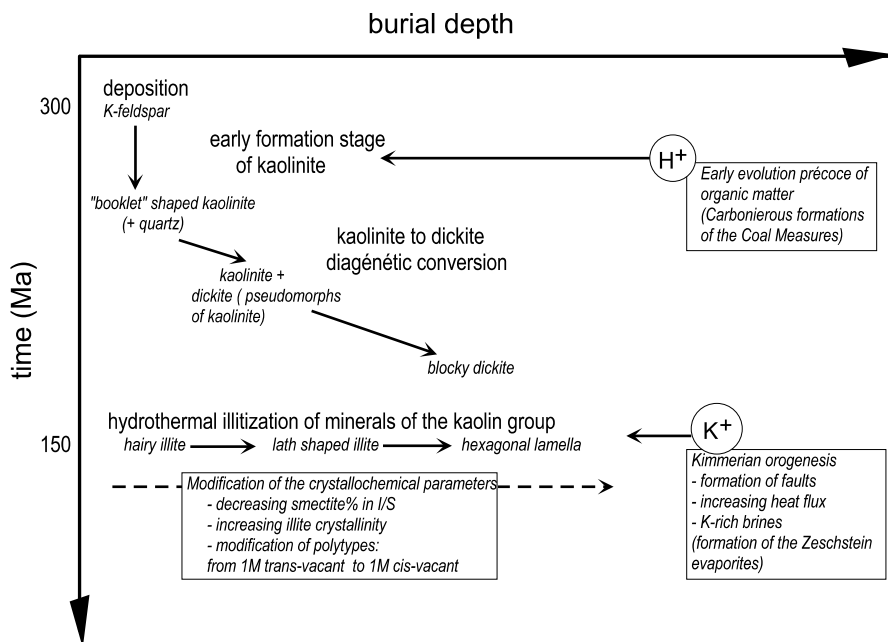 burial depth
time (Ma)
300
deposition
K-feldspar
early formation stage
of kaolinite
H+
Early evolution précoce of
organic matter
(Carbonierous formations
of the Coal Measures)
"booklet" shaped kaolinite
(+ quartz)
kaolinite to dickite
diagénétic conversion
kaolinite +
dickite ( pseudomorphs
of kaolinite)
blocky dickite
hydrothermal illitization of minerals of the kaolin group
150
hairy illite
lath shaped illite
hexagonal lamella
K+
Kimmerian orogenesis
- formation of faults
- increasing heat flux
- K-rich brines
(formation of the Zeschstein
evaporites)
Modification of the crystallochemical parameters
- decreasing smectite% in I/S
- increasing illite crystallinity
- modification of polytypes:
from 1M trans-vacant to 1M cis-vacant